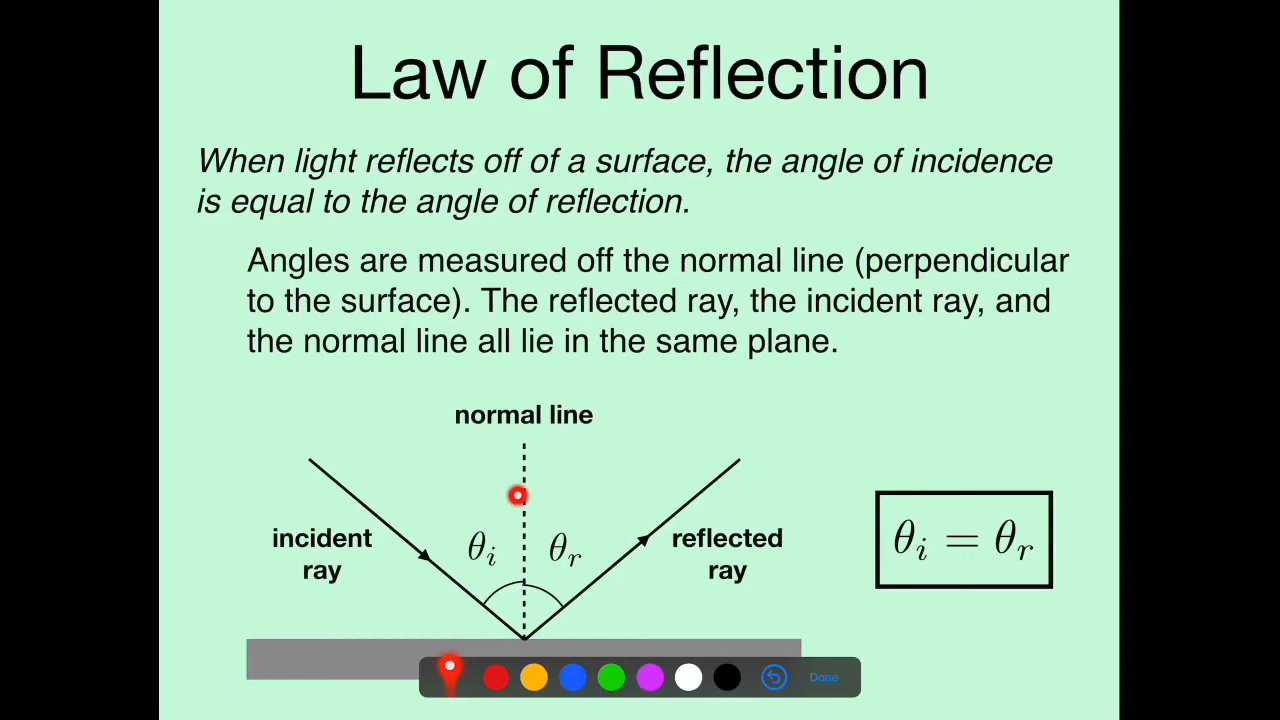 Law of Reflection
When light reflects off of a surface, the angle of incidence
is equal to the angle of reflection.
Angles are measured off the normal line (perpendicular
to the surface). The reflected ray, the incident ray, and
the normal line all lie in the same plane.
normal line
incident
ray
θi
θr
reflected
ray
θi = θr
Done